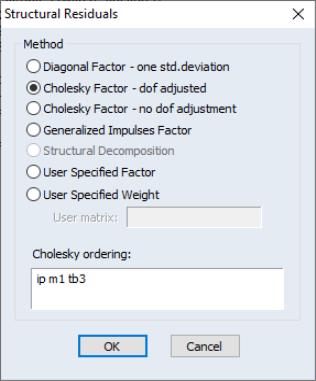 Structural Residuals
Method
Diagonal Factor - one std.deviation
Cholesky Factor - dof adjusted
Cholesky Factor - no dof adjustment
Generalized Impulses Factor
Structural Decomposition
User Specified Factor
User Specified Weight
User matrix:
Cholesky ordering:
ip m1 tb3
OK Cancel